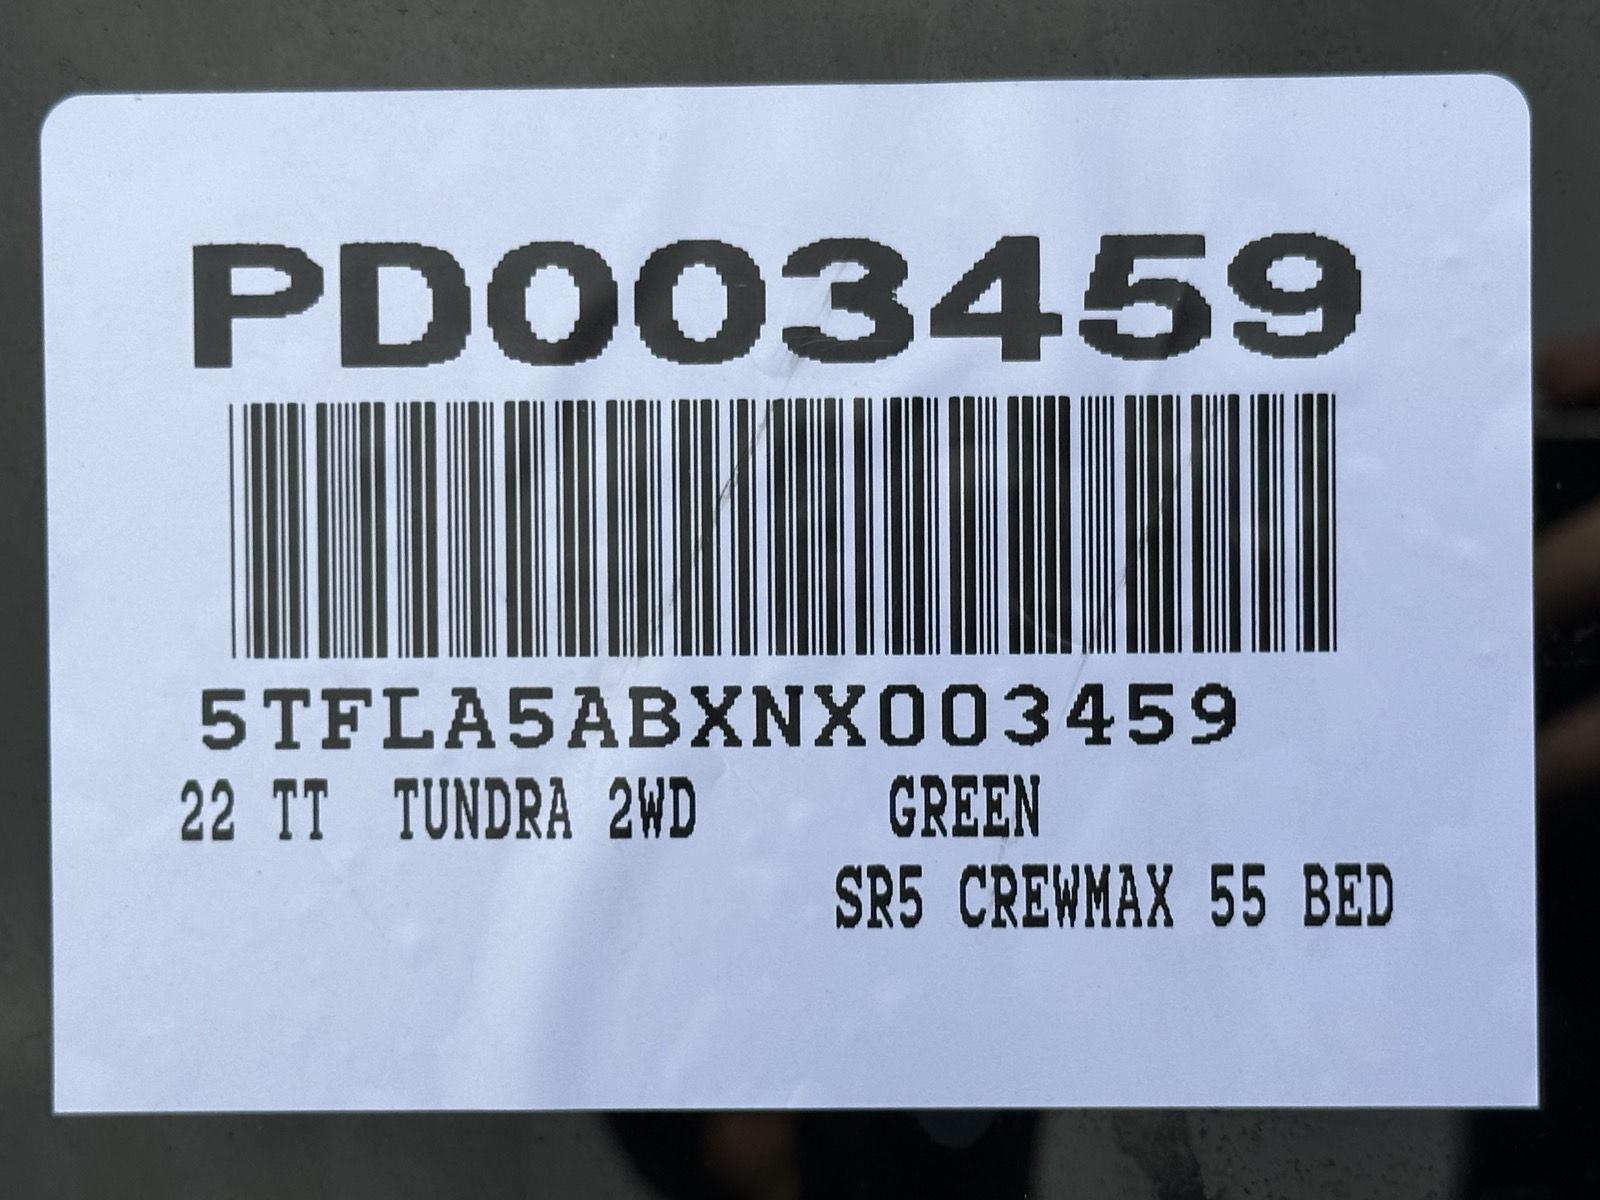 PD003459
5TFLA5ABXNX003459
22 TT TUNDRA 2WD GREEN
SR5 CREWMAX 55 BED